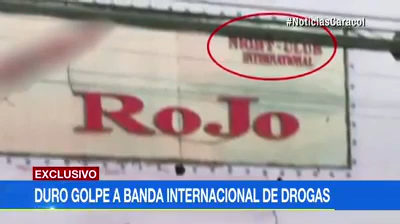 #NoticiasCaracol
NIGHT-CLUB
INTERNATIONAL
RoJo
EXCLUSIVO
DURO GOLPE A BANDA INTERNACIONAL DE DROGAS